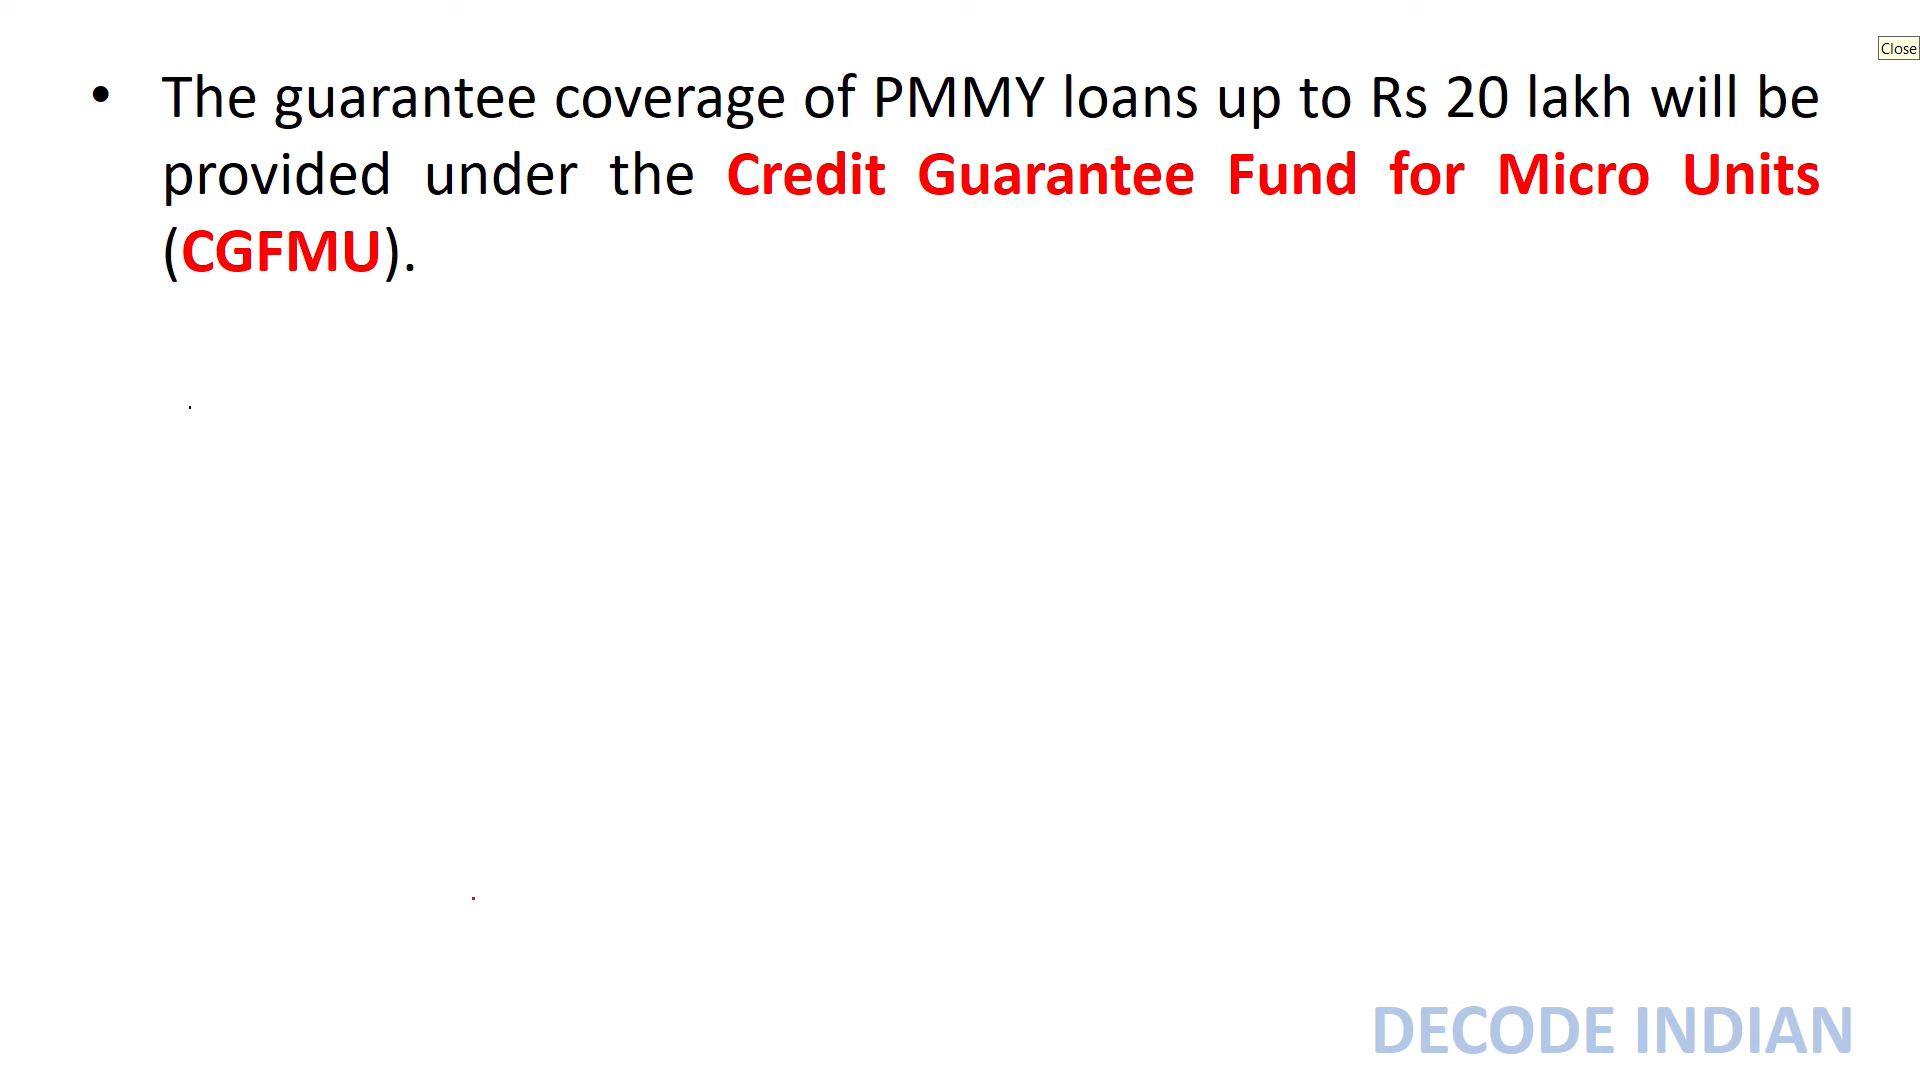 Close
• The guarantee coverage of PMMY loans up to Rs 20 lakh will be
provided under the Credit Guarantee Fund for Micro Units
(CGFMU).
DECODE INDIAN